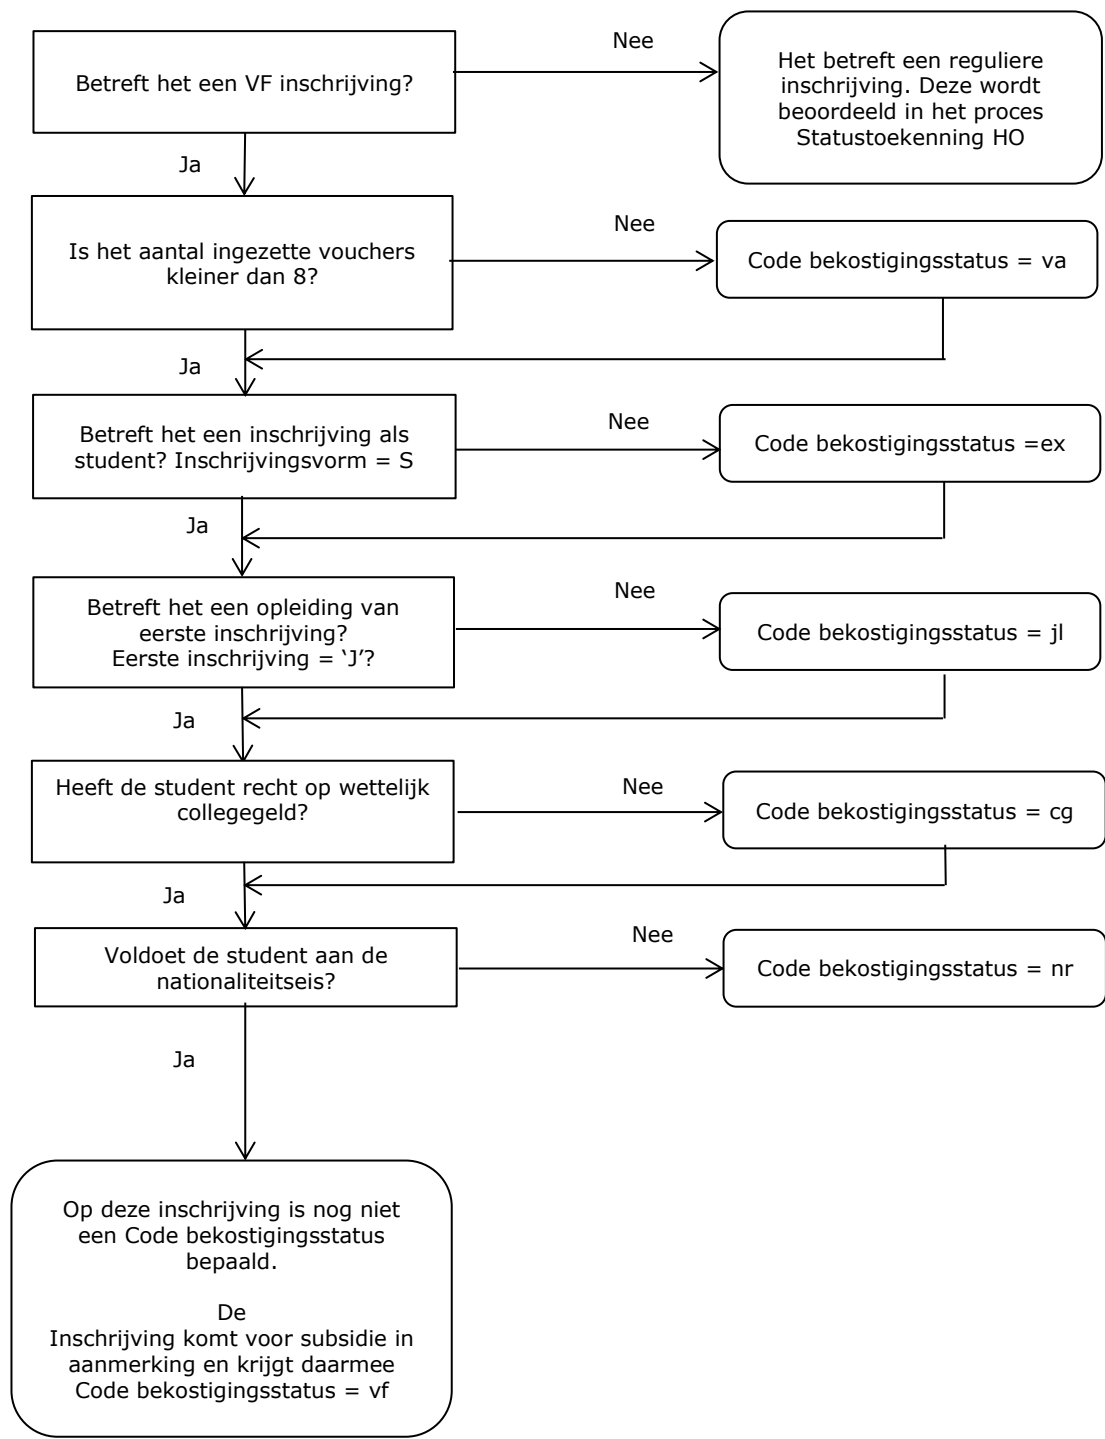 Betreft het een VF inschrijving?
Nee
Het betreft een reguliere
inschrijving. Deze wordt
beoordeeld in het proces
Statustoekenning HO
Ja
Is het aantal ingezette vouchers
kleiner dan 8?
Nee
Code bekostigingsstatus = va
Ja
Betreft het een inschrijving als
student? Inschrijvingsvorm = S
Nee
Code bekostigingsstatus =ex
Ja
Betreft het een opleiding van
eerste inschrijving?
Eerste inschrijving = ‘J’?
Nee
Code bekostigingsstatus = jl
Ja
Heeft de student recht op wettelijk
collegegeld?
Nee
Code bekostigingsstatus = cg
Ja
Voldoet de student aan de
nationaliteitseis?
Nee
Code bekostigingsstatus = nr
Ja
Op deze inschrijving is nog niet
een Code bekostigingsstatus
bepaald.
De
Inschrijving komt voor subsidie in
aanmerking en krijgt daarmee
Code bekostigingsstatus = vf